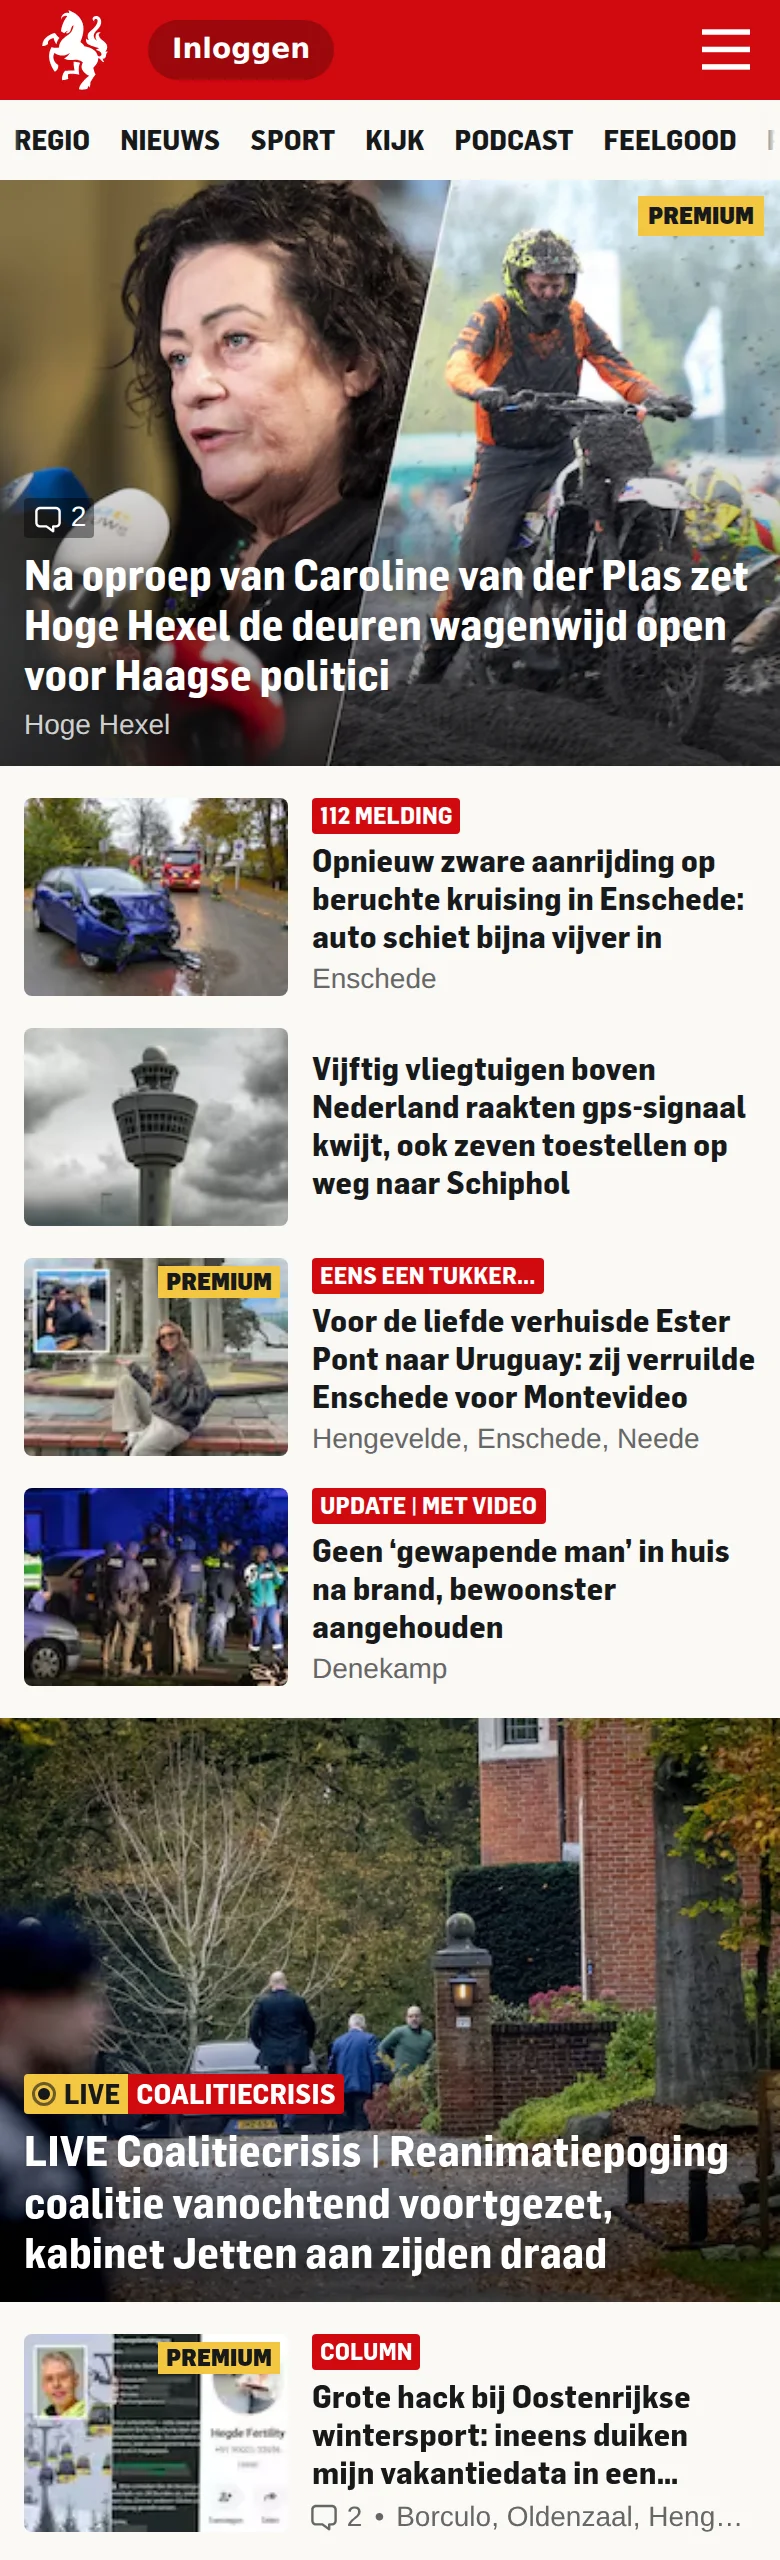 Inloggen
REGIO NIEUWS SPORT KIJK PODCAST FEELGOOD
PREMIUM
2
Na oproep van Caroline van der Plas zet
Hoge Hexel de deuren wagenwijd open
voor Haagse politici
Hoge Hexel
112 MELDING
Opnieuw zware aanrijding op
beruchte kruising in Enschede:
auto schiet bijna vijver in
Enschede
Vijftig vliegtuigen boven
Nederland raakten gps-signaal
kwijt, ook zeven toestellen op
weg naar Schiphol
PREMIUM
EENS EEN TUKKER...
Voor de liefde verhuisde Ester
Pont naar Uruguay: zij verruilde
Enschede voor Montevideo
Hengevelde, Enschede, Neede
UPDATE | MET VIDEO
Geen ‘gewapende man’ in huis
na brand, bewoonster
aangehouden
Denekamp
LIVE COALITIECRISIS
LIVE Coalitiecrisis | Reanimatiepoging
coalitie vanochtend voortgezet,
kabinet Jetten aan zijden draad
PREMIUM
Hegde Fertility
COLUMN
Grote hack bij Oostenrijkse
wintersport: ineens duiken
mijn vakantiedata in een...
2 • Borculo, Oldenzaal, Heng...